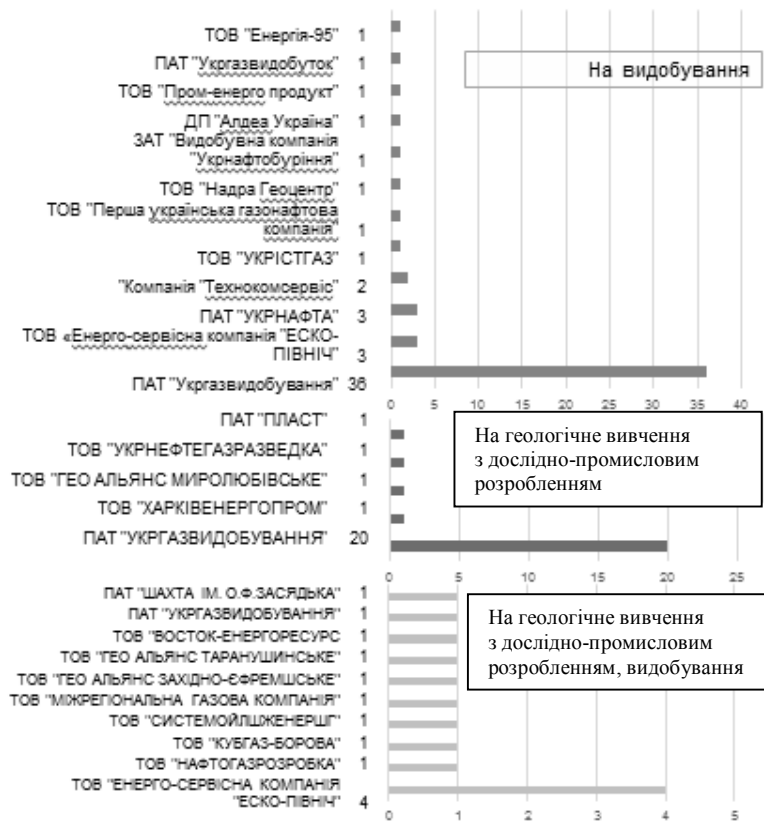 ТОВ "Енергія-95" 1
ПАТ "Укргазвидобуток" 1
На видобування
ТОВ "Пром-енерго продукт" 1
ДП "Алдеа Україна" 1
ЗАТ "Видобувна компанія
"Укрнафтобуріння" 1
ТОВ "Надра Геоцентр" 1
ТОВ "Перша українська газонафтова
компанія" 1
ТОВ "УКРІСТГАЗ" 1
"Компанія "Технокомсервіс" 2
ПАТ "УКРНАФТА" 3
ТОВ «Енерго-сервісна компанія "ЕСКО-
ПІВНІЧ" 3
ПАТ "Укргазвидобування" 36
0 5 10 15 20 25 30 35 40
ПАТ "ПЛАСТ" 1
ТОВ "УКРНЕФТЕГАЗРАЗВЕДКА" 1
ТОВ "ГЕО АЛЬЯНС МИРОЛЮБІВСЬКЕ" 1
ТОВ "ХАРКІВЕНЕРГОПРОМ" 1
ПАТ "УКРГАЗВИДОБУВАННЯ" 20
На геологічне вивчення
з дослідно-промисловим
розробленням
0 5 10 15 20 25
ПАТ "ШАХТА ІМ. О.Ф.ЗАСЯДЬКА" 1
ПАТ "УКРГАЗВИДОБУВАННЯ" 1
ТОВ "ВОСТОК-ЕНЕРГОРЕСУРС 1
ТОВ "ГЕО АЛЬЯНС ТАРАНУШИНСЬКЕ" 1
ТОВ "ГЕО АЛЬЯНС ЗАХІДНО-ЄФРЕМШСЬКЕ" 1
ТОВ "МІЖРЕГІОНАЛЬНА ГАЗОВА КОМПАНІЯ" 1
ТОВ "СИСТЕМОЙЛШЖЕНЕРШГ" 1
ТОВ "КУБГАЗ-БОРОВА" 1
ТОВ "НАФТОГАЗРОЗРОБКА" 1
ТОВ "ЕНЕРГО-СЕРВІСНА КОМПАНІЯ
"ЕСКО-ПІВНІЧ" 4
На геологічне вивчення
з дослідно-промисловим
розробленням, видобування
0 1 2 3 4 5